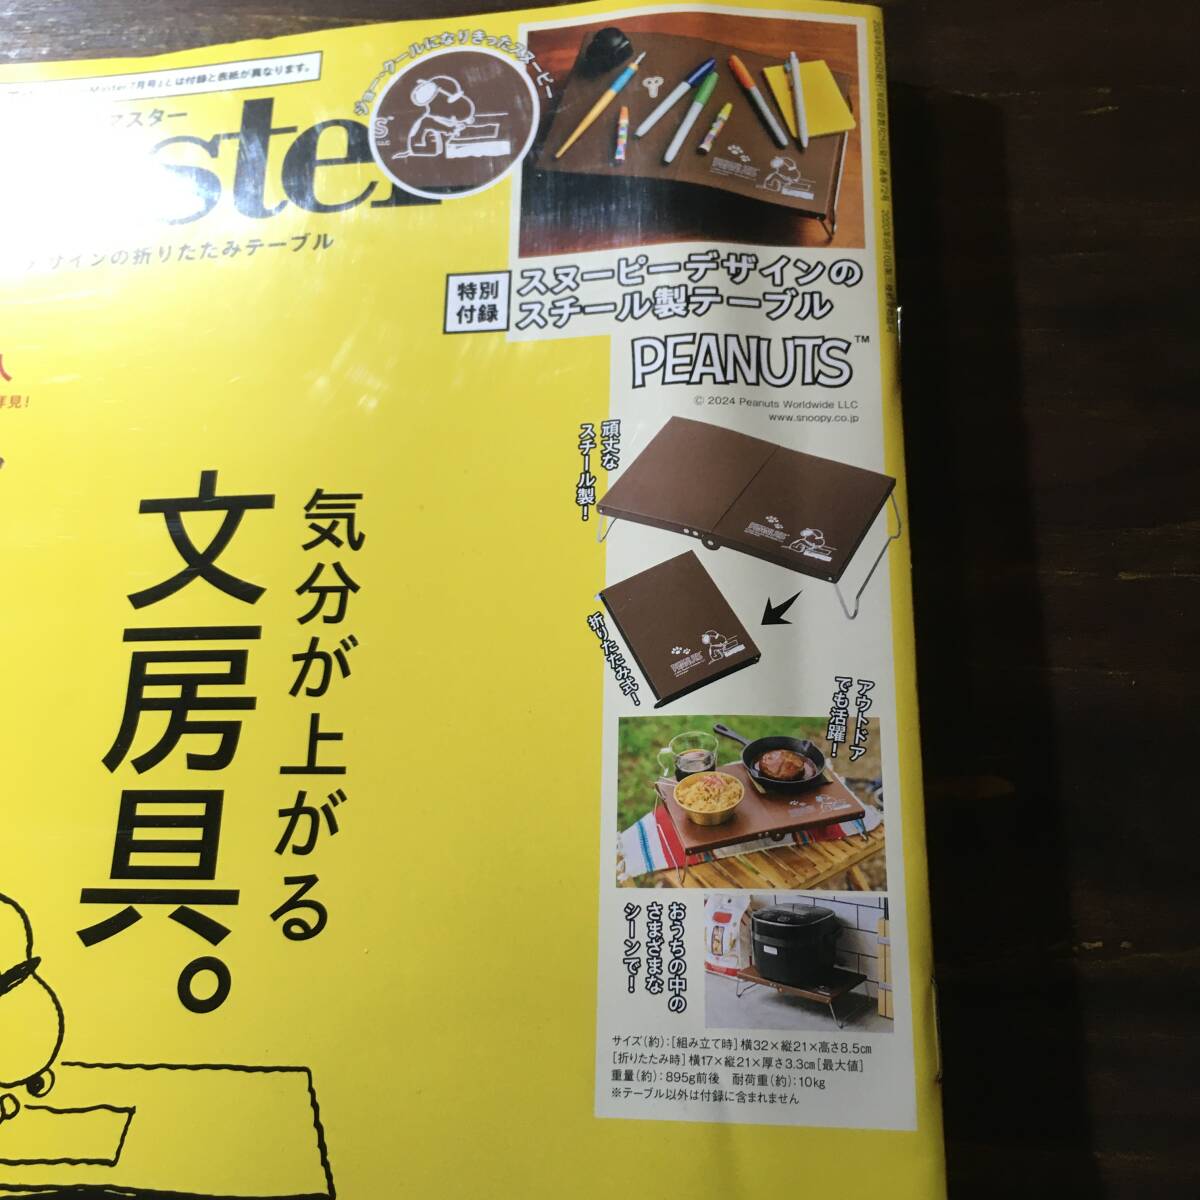 Master7月号』とは付録と表紙が異なります。
マスター
ster
ジョー・クールになりきったスヌーピー
デザインの折りたたみテーブル
特別
付録
スヌーピーデザインの
スチール製テーブル
PEANUTS™
© 2024 Peanuts Worldwide LLC
www.snoopy.co.jp
頑丈な
スチール製!
折りたたみ式!
アウトドア
でも活躍!
おうちの中の
さまざまな
シーンで!
サイズ(約):[組み立て時]横32×縦21×高さ8.5cm
[折りたたみ時]横17×縦21×厚さ3.3cm[最大値]
重量(約):895g前後 耐荷重(約):10kg
※テーブル以外は付録に含まれません
気分が上がる
文房具。
拝見!